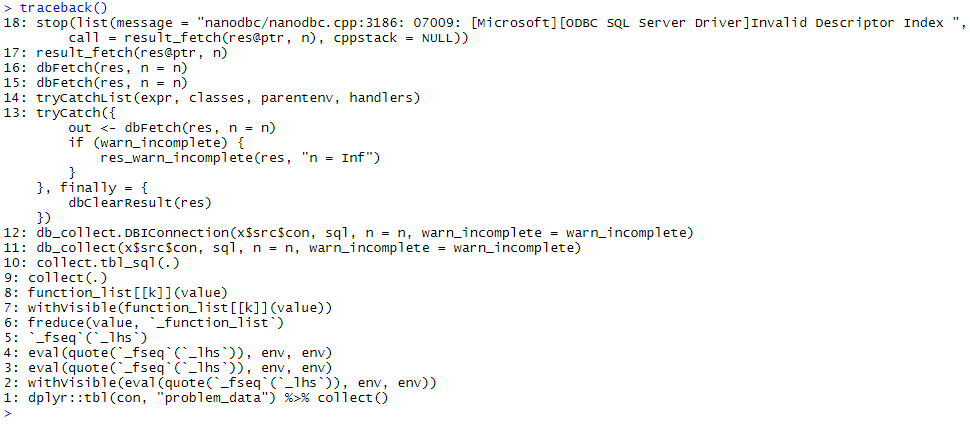 > traceback()
18: stop(list(message = "nanodbc/nanodbc.cpp:3186: 07009: [Microsoft][ODBC SQL Server Driver]Invalid Descriptor Index ",
        call = result_fetch(res@ptr, n), cppstack = NULL))
17: result_fetch(res@ptr, n)
16: dbFetch(res, n = n)
15: dbFetch(res, n = n)
14: tryCatchList(expr, classes, parentenv, handlers)
13: tryCatch({
        out <- dbFetch(res, n = n)
        if (warn_incomplete) {
            res_warn_incomplete(res, "n = Inf")
        }
    }, finally = {
        dbClearResult(res)
    })
12: db_collect.DBIConnection(x$src$con, sql, n = n, warn_incomplete = warn_incomplete)
11: db_collect(x$src$con, sql, n = n, warn_incomplete = warn_incomplete)
10: collect.tbl_sql(.)
9: collect(.)
8: function_list[[k]](value)
7: withVisible(function_list[[k]](value))
6: freduce(value, `_function_list`)
5: `_fseq`(`_lhs`)
4: eval(quote(`_fseq`(`_lhs`)), env, env)
3: eval(quote(`_fseq`(`_lhs`)), env, env)
2: withVisible(eval(quote(`_fseq`(`_lhs`)), env, env))
1: dplyr::tbl(con, "problem_data") %>% collect()
>